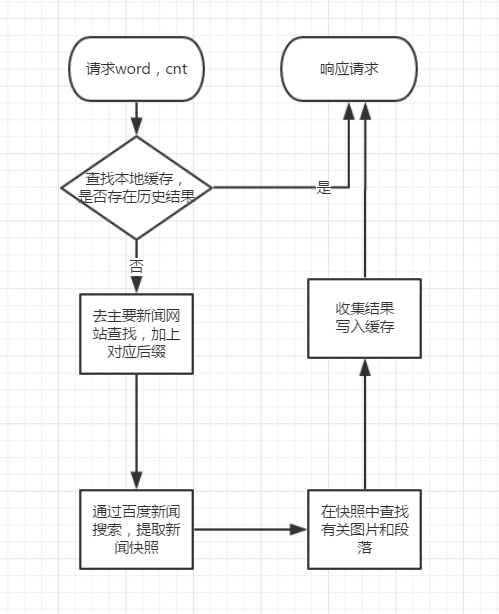 请求word，cnt
响应请求
查找本地缓存，
是否存在历史结果
是
否
去主要新闻网
站查找，加上
对应后缀
收集结果
写入缓存
通过百度新闻
搜索，提取新
闻快照
在快照中查找
有关图片和段
落